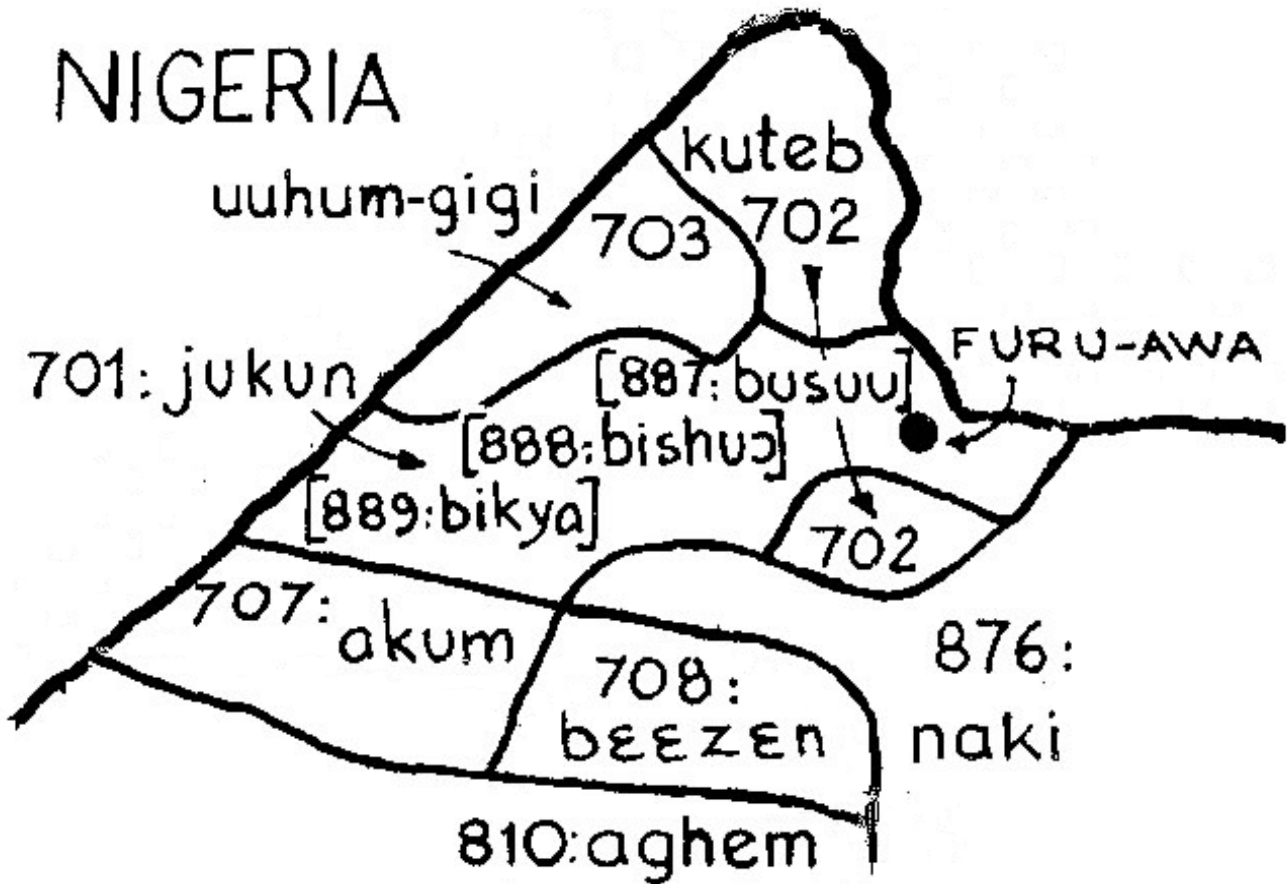 NIGERIA
kuteb
702
uuhum-gigi
703
FURU-AWA
701: jukun
[887: busuu]
[888: bishuɔ]
[889: bikya]
702
707:
akum
876:
naki
708:
bɛɛzɛn
810: aghem